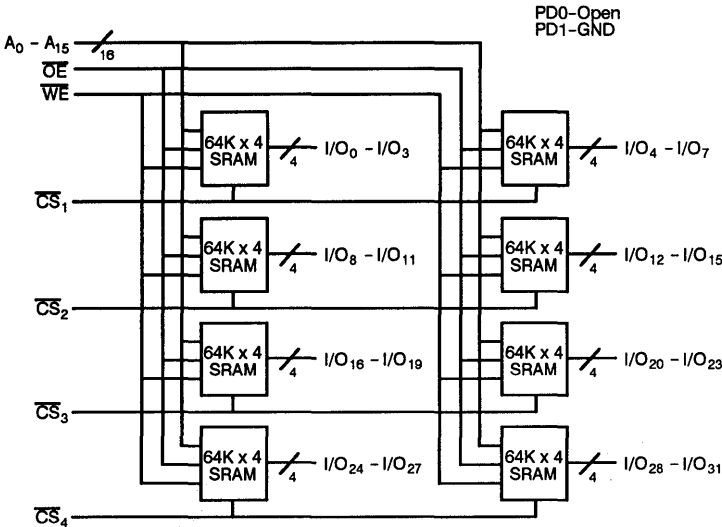 PD0-Open
PD1-GND
A0 - A15
16
OE
WE
64K x 4
SRAM
4
I/O0 - I/O3
64K x 4
SRAM
4
I/O4 - I/O7
CS1
64K x 4
SRAM
4
I/O8 - I/O11
64K x 4
SRAM
4
I/O12 - I/O15
CS2
64K x 4
SRAM
4
I/O16 - I/O19
64K x 4
SRAM
4
I/O20 - I/O23
CS3
64K x 4
SRAM
4
I/O24 - I/O27
64K x 4
SRAM
4
I/O28 - I/O31
CS4